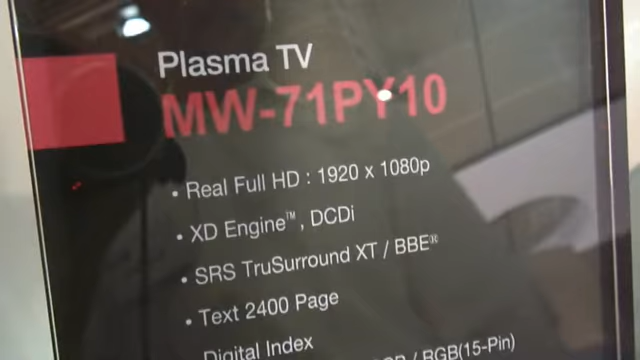 Plasma TV
MW-71PY10
• Real Full HD : 1920 x 1080p
• XD Engine™, DCDi
• SRS TruSurround XT / BBE®
• Text 2400 Page
Digital Index
/ RGB(15-Pin)